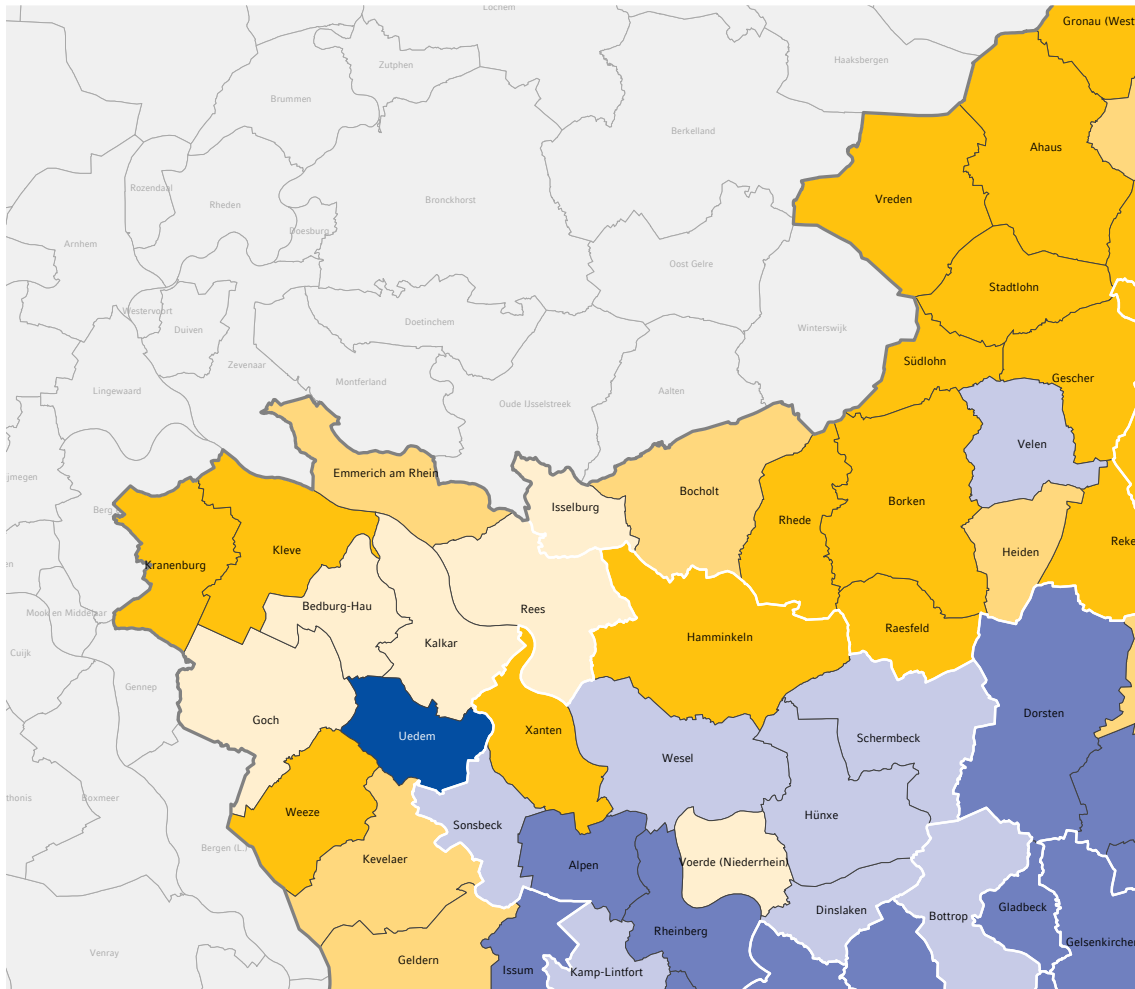 Lochem
Gronau (West
Zutphen
Haaksbergen
Brummen
Berkelland
Ahaus
Rozendaal
Rheden
Bronckhorst
Vreden
Doesburg
Arnhem
Oost Gelre
Stadtlohn
Westervoort
Duiven
Doetinchem
Winterswijk
Zevenaar
Südlohn
Montferland
Gescher
Lingewaard
Oude IJsselstreek
Aalten
Velen
Emmerich am Rhein
ijmegen
Bocholt
Borken
Berg
Isselburg
Rhede
Reke
Kleve
Heiden
en
Kranenburg
Bedburg-Hau
Rees
Mook en Middelaar
Raesfeld
Hamminkeln
Kalkar
Cuijk
Gennep
Dorsten
Goch
Xanten
Uedem
Schermbeck
Wesel
thonis
Boxmeer
Weeze
Hünxe
Sonsbeck
Bergen (L.)
Kevelaer
Alpen
Voerde (Niederrhein)
Gladbeck
Dinslaken
Bottrop
Rheinberg
Gelsenkirchen
Venray
Geldern
Issum
Kamp-Lintfort